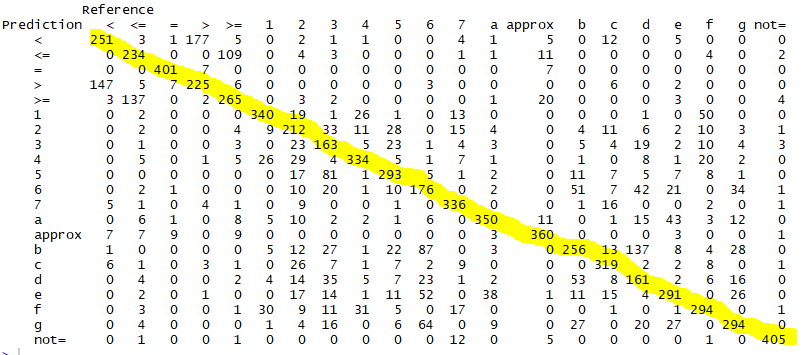 Reference
Prediction < <= = > >= 1 2 3 4 5 6 7 a approx b c d e f g not=
< 251 3 1 177 5 0 2 1 1 0 0 4 1 5 0 12 0 5 0 0 0
<= 0 234 0 0 109 0 4 3 0 0 0 1 1 11 0 0 0 0 4 0 2
= 0 0 401 7 0 0 0 0 0 0 0 0 0 7 0 0 0 0 0 0 0
> 147 5 7 225 6 0 0 0 0 0 3 0 0 0 0 6 0 2 0 0 0
>= 3 137 0 2 265 0 3 2 0 0 0 0 1 20 0 0 0 3 0 0 4
1 0 2 0 0 0 340 19 1 26 1 0 13 0 0 0 0 1 0 50 0 0
2 0 2 0 0 4 9 212 33 11 28 0 15 4 0 4 11 6 2 10 3 1
3 0 1 0 0 3 0 23 163 5 23 1 4 3 0 5 4 19 2 10 4 3
4 0 5 0 1 5 26 29 4 334 5 1 7 1 0 1 0 8 1 20 2 0
5 0 0 0 0 0 0 17 81 1 293 5 1 2 0 11 7 5 7 8 1 0
6 0 2 1 0 0 0 10 20 1 10 176 0 2 0 51 7 42 21 0 34 1
7 5 1 0 4 1 0 9 0 0 1 0 336 0 0 1 16 0 0 2 0 1
a 0 6 1 0 8 5 10 2 2 1 6 0 350 11 0 1 15 43 3 12 0
approx 7 7 9 0 9 0 0 0 0 0 0 0 3 360 0 0 0 3 0 0 1
b 1 0 0 0 0 5 12 27 1 22 87 0 3 0 256 13 137 8 4 28 0
c 6 1 0 3 1 0 26 7 1 7 2 9 0 0 0 319 2 2 8 0 1
d 0 4 0 0 2 4 14 35 5 7 23 1 2 0 53 8 161 2 6 16 0
e 0 2 0 1 0 0 17 14 1 11 52 0 38 1 11 15 4 291 0 26 0
f 0 3 0 0 1 30 9 11 31 5 0 17 0 0 0 1 0 1 294 0 1
g 0 4 0 0 0 1 4 16 0 6 64 0 9 0 27 0 20 27 0 294 0
not= 0 1 0 0 1 0 0 0 0 0 0 12 0 5 0 0 0 0 1 0 405
>